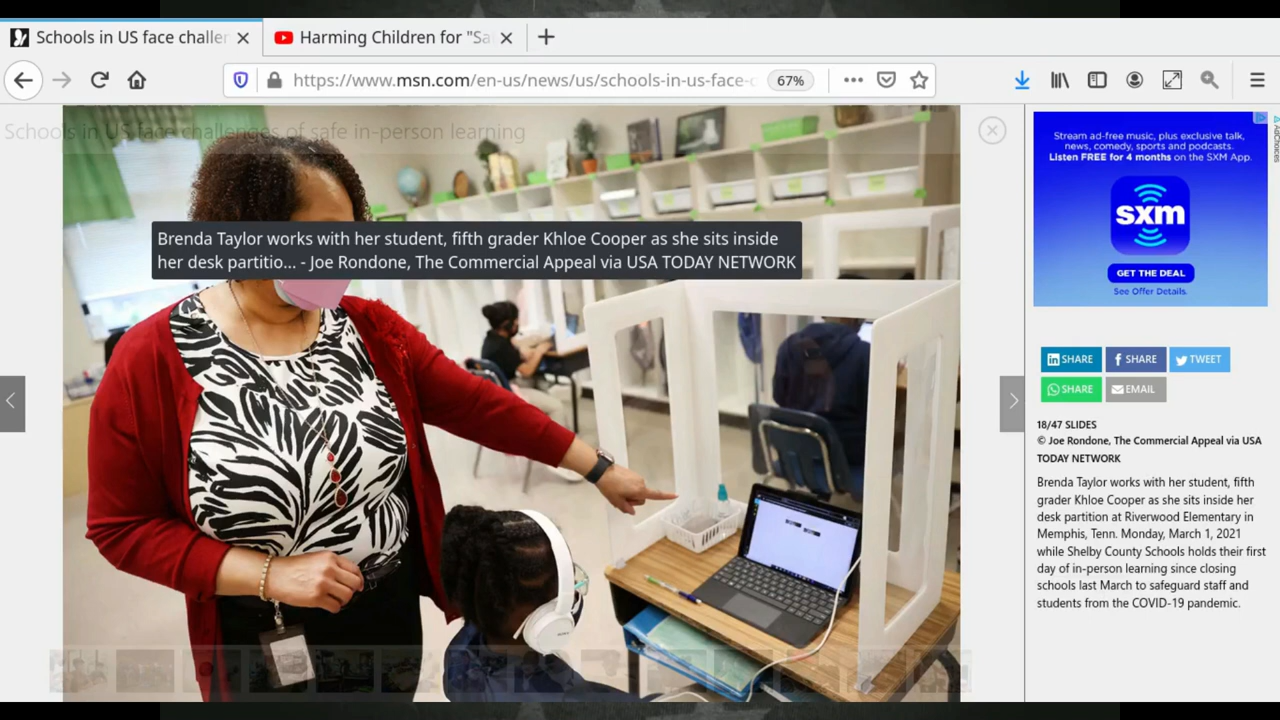 Schools in US face challen
Harming Children for "Sa
https://www.msn.com/en-us/news/us/schools-in-us-face-c
67%
Schools in US face challenges of safe in-person learning
Brenda Taylor works with her student, fifth grader Khloe Cooper as she sits inside
her desk partitio... - Joe Rondone, The Commercial Appeal via USA TODAY NETWORK
AdChoices
Stream ad-free music, plus exclusive talk,
news, comedy, sports and podcasts.
Listen FREE for 4 months on the SXM App.
sxm
GET THE DEAL
See Offer Details.
in SHARE
f SHARE
TWEET
SHARE
EMAIL
18/47 SLIDES
© Joe Rondone, The Commercial Appeal via USA
TODAY NETWORK
Brenda Taylor works with her student, fifth
grader Khloe Cooper as she sits inside her
desk partition at Riverwood Elementary in
Memphis, Tenn. Monday, March 1, 2021
while Shelby County Schools holds their first
day of in-person learning since closing
schools last March to safeguard staff and
students from the COVID-19 pandemic.